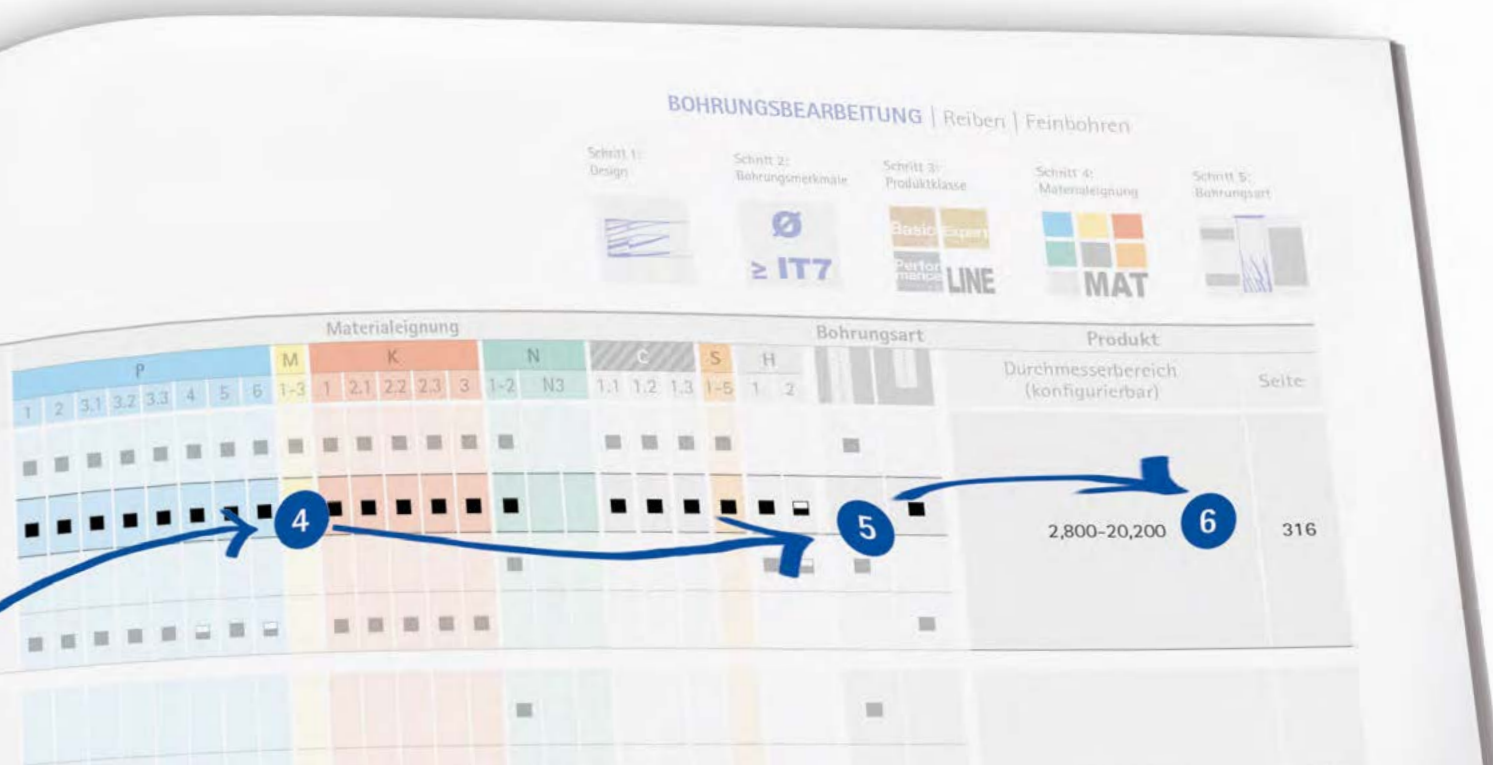 BOHRUNGSBEARBEITUNG | Reiben | Feinbohren
Schritt 1:
Design
Schritt 2:
Bohrungsmerkmale
Schritt 3:
Produktklasse
Schritt 4:
Materialeignung
Schritt 5:
Bohrungsart
Ø
≥ IT7
Basic Expert
Perfor
mance LINE
MAT
Materialeignung Bohrungsart Produkt
P M K N C S H Durchmesserbereich
(konfigurierbar) Seite
1 2 3.1 3.2 3.3 4 5 6 1-3 1 2.1 2.2 2.3 3 1-2 N3 1.1 1.2 1.3 1-5 1 2
4 5 2,800-20,200 6 316